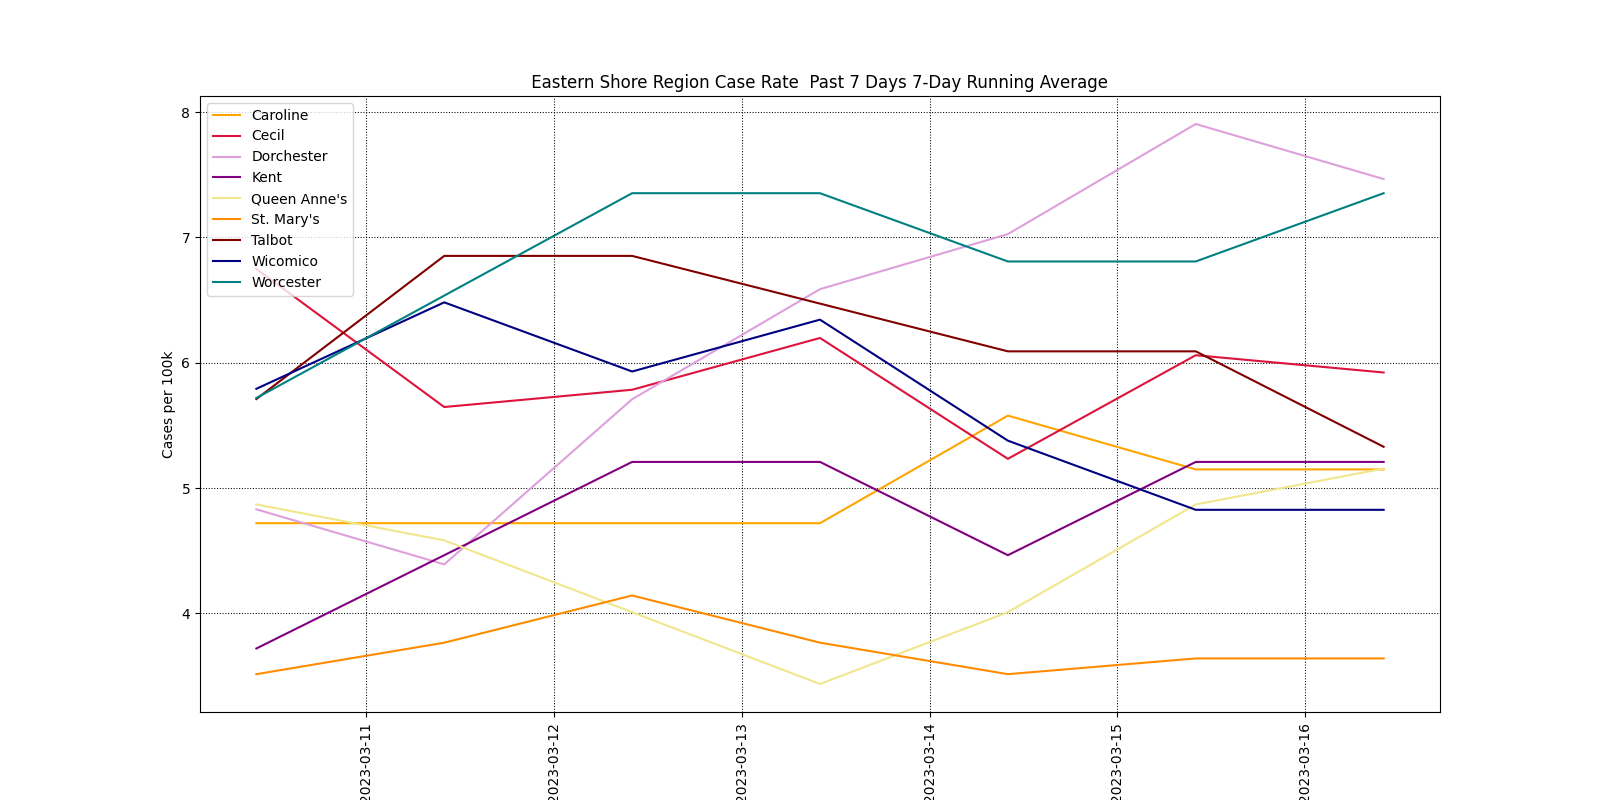 Eastern Shore Region Case Rate  Past 7 Days 7-Day Running Average
8
7
6
5
4
Cases per 100k
Caroline
Cecil
Dorchester
Kent
Queen Anne's
St. Mary's
Talbot
Wicomico
Worcester
2023-03-11
2023-03-12
2023-03-13
2023-03-14
2023-03-15
2023-03-16